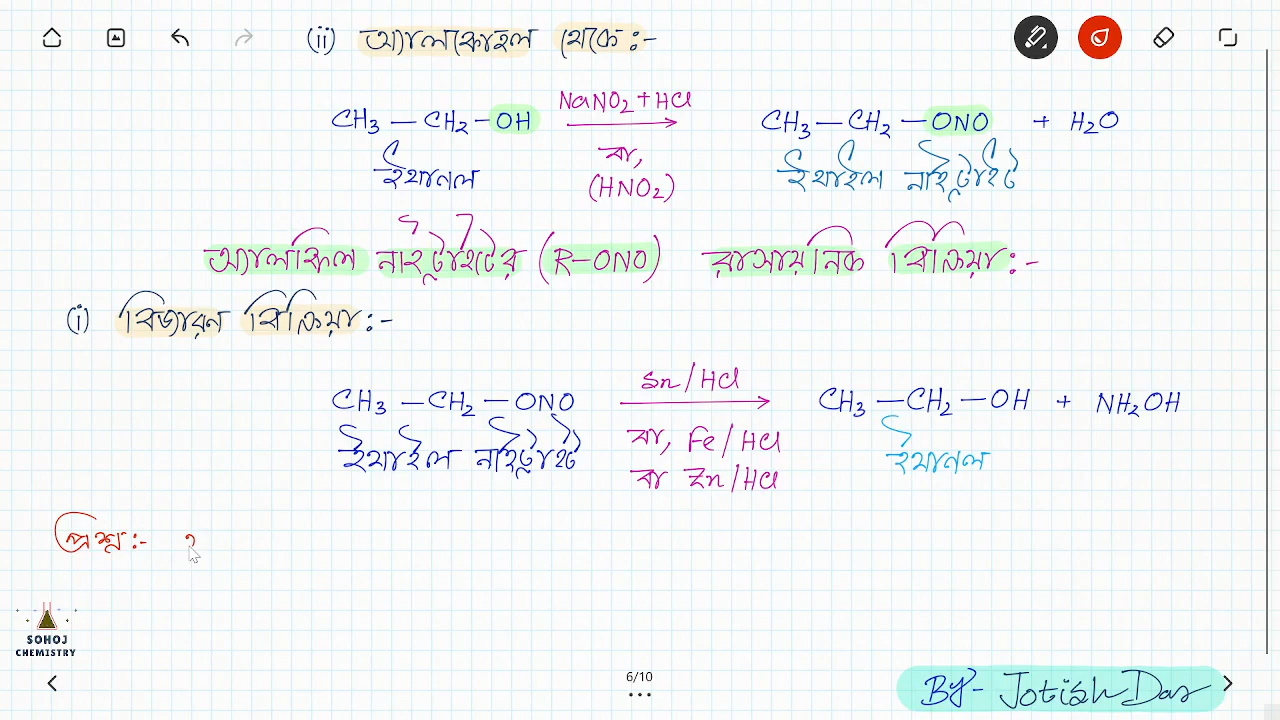 (ii) অ্যালকোহল থেকে:-
CH3 — CH2 — OH NaNO2 + HCl বা, (HNO2) CH3 — CH2 — ONO + H2O
ইথানল ইথাইল নাইট্রাইট
অ্যালকিল নাইট্রাইটের (R-ONO) রাসায়নিক বিক্রিয়া:-
(i) বিজারন বিক্রিয়া:-
Sn/HCl
CH3 — CH2 — ONO CH3 — CH2 — OH + NH2OH
ইথাইল নাইট্রাইট বা, Fe/HCl ইথানল
বা Zn/HCl
প্রশ্ন:-
SOHOJ
CHEMISTRY
6/10
By- Jotish Das